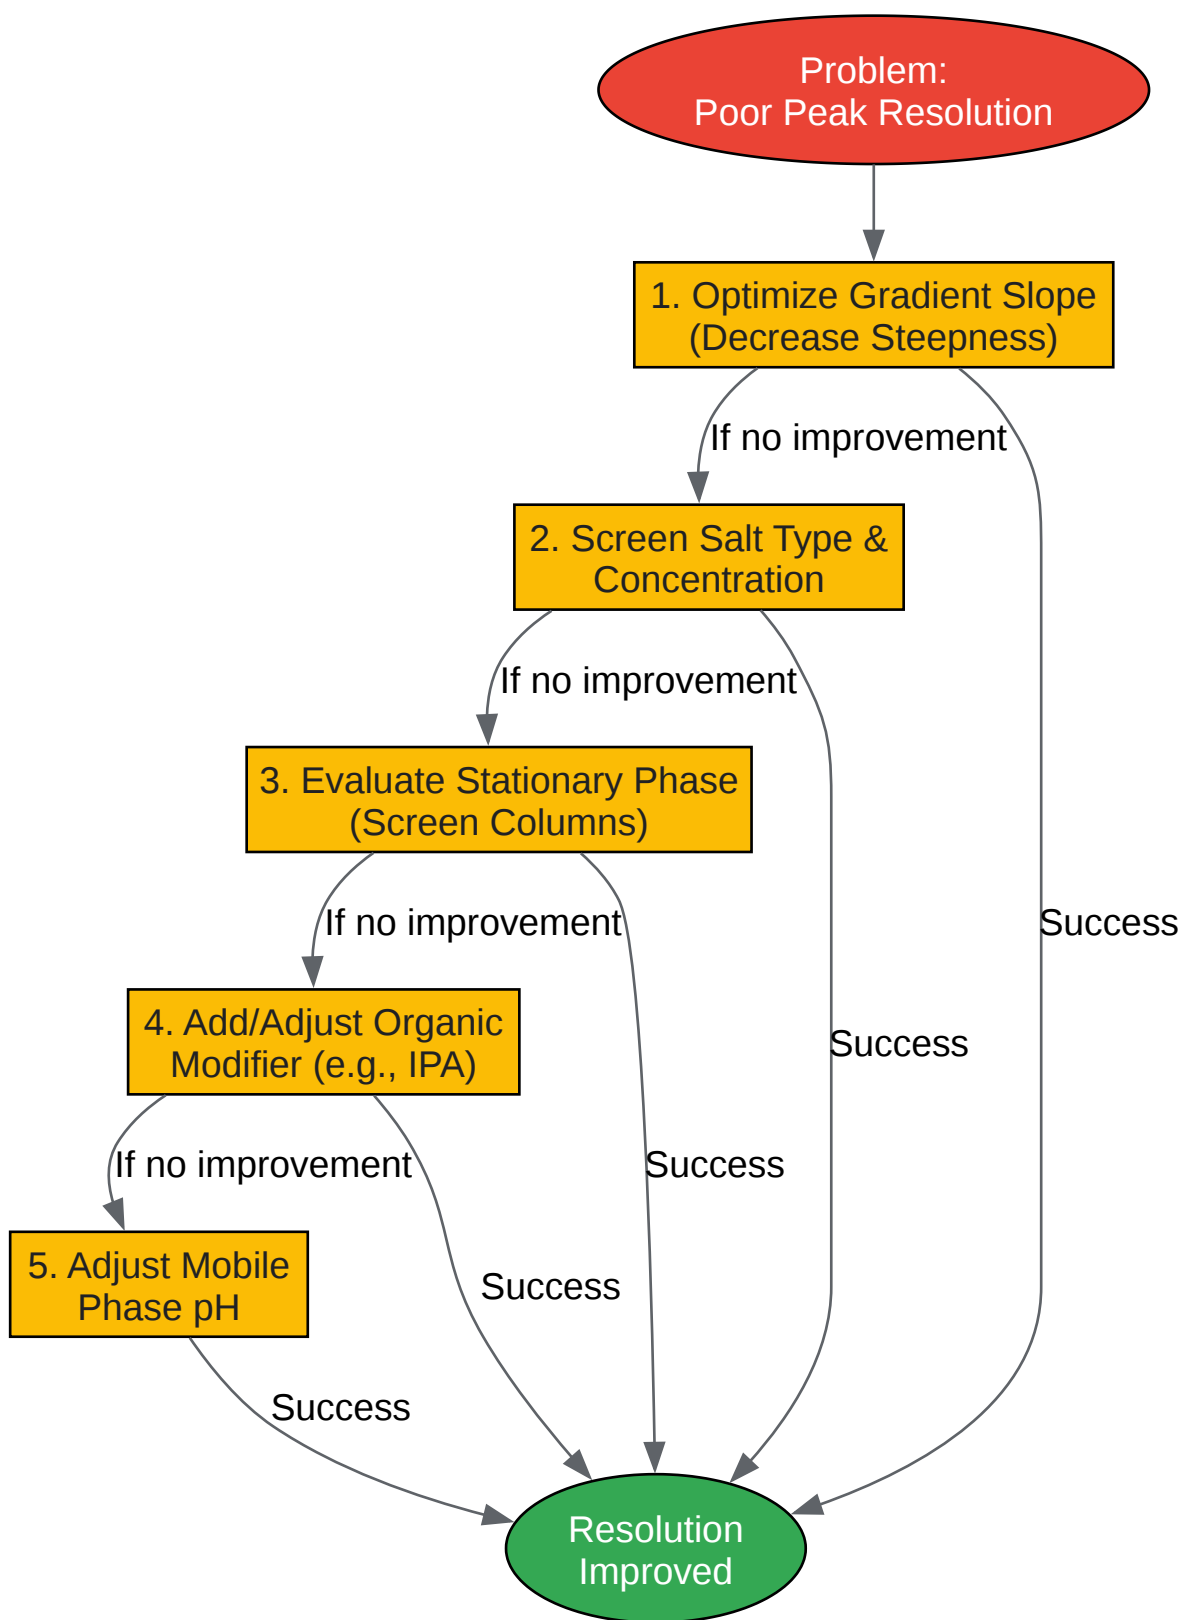 Problem:
Poor Peak Resolution
1. Optimize Gradient Slope
(Decrease Steepness)
If no improvement
2. Screen Salt Type &
Concentration
If no improvement
3. Evaluate Stationary Phase
(Screen Columns)
If no improvement
Success
4. Add/Adjust Organic
Modifier (e.g., IPA)
Success
If no improvement
Success
5. Adjust Mobile
Phase pH
Success
Success
Resolution
Improved